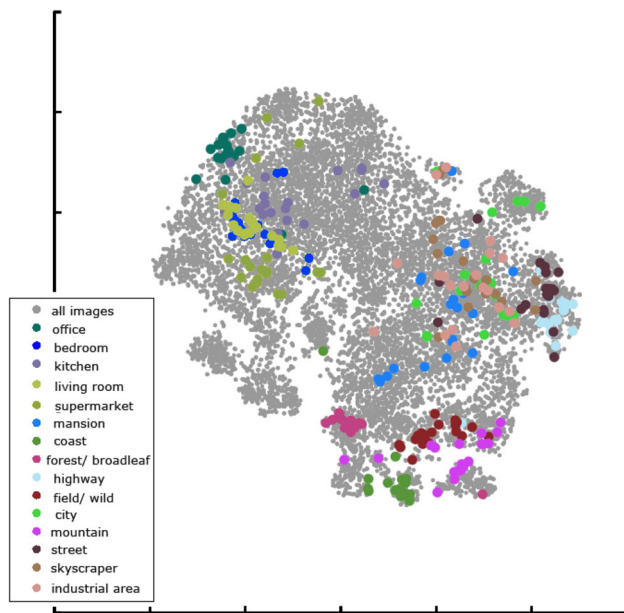 all images
office
bedroom
kitchen
living room
supermarket
mansion
coast
forest/ broadleaf
highway
field/ wild
city
mountain
street
skyscraper
industrial area